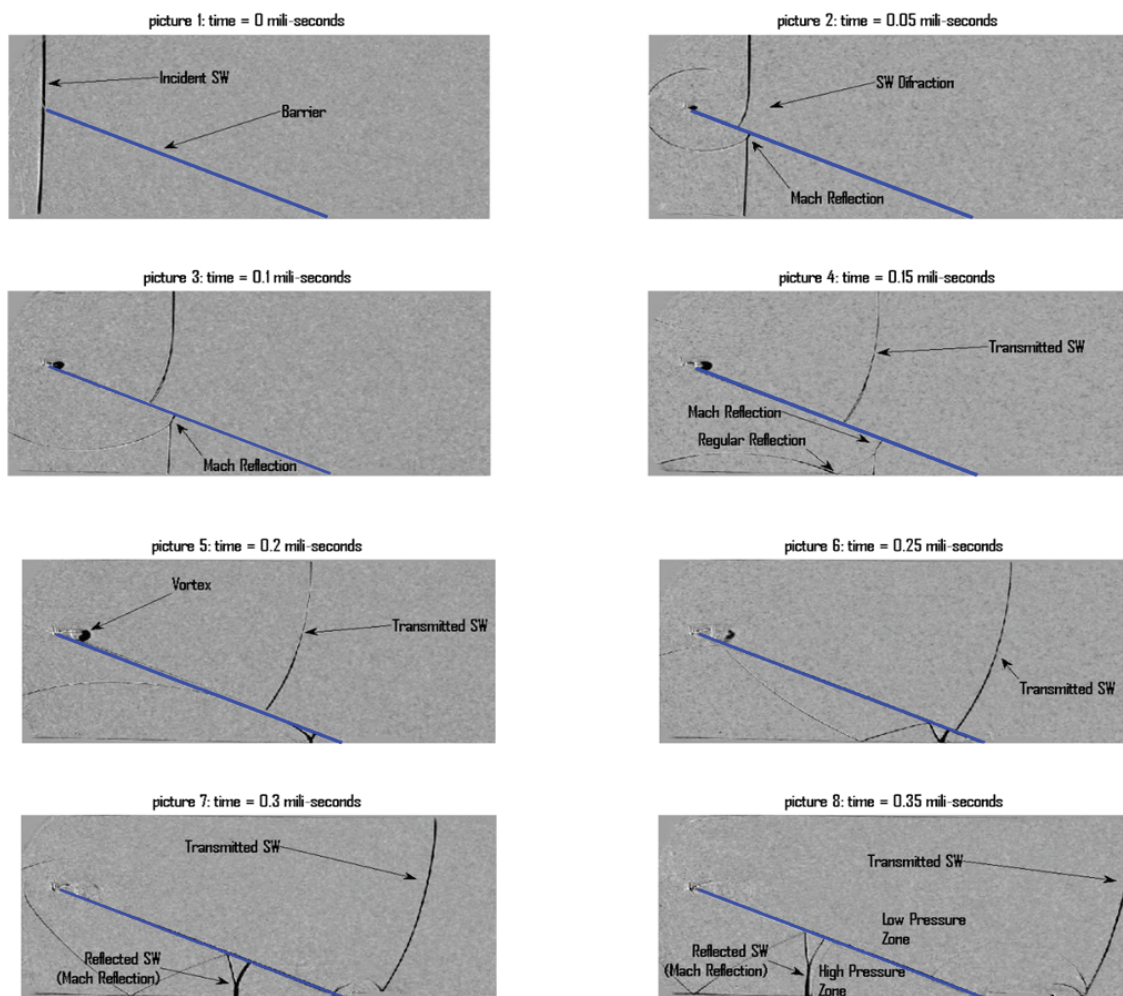 picture 1: time = 0 mili-seconds
Incident SW
Barrier
picture 2: time = 0.05 mili-seconds
SW Difraction
Mach Reflection
picture 3: time = 0.1 mili-seconds
Mach Reflection
picture 4: time = 0.15 mili-seconds
Transmitted SW
Mach Reflection
Regular Reflection
picture 5: time = 0.2 mili-seconds
Vortex
Transmitted SW
picture 6: time = 0.25 mili-seconds
Transmitted SW
picture 7: time = 0.3 mili-seconds
Transmitted SW
Reflected SW
(Mach Reflection)
picture 8: time = 0.35 mili-seconds
Transmitted SW
Low Pressure
Zone
Reflected SW
(Mach Reflection)
High Pressure
Zone